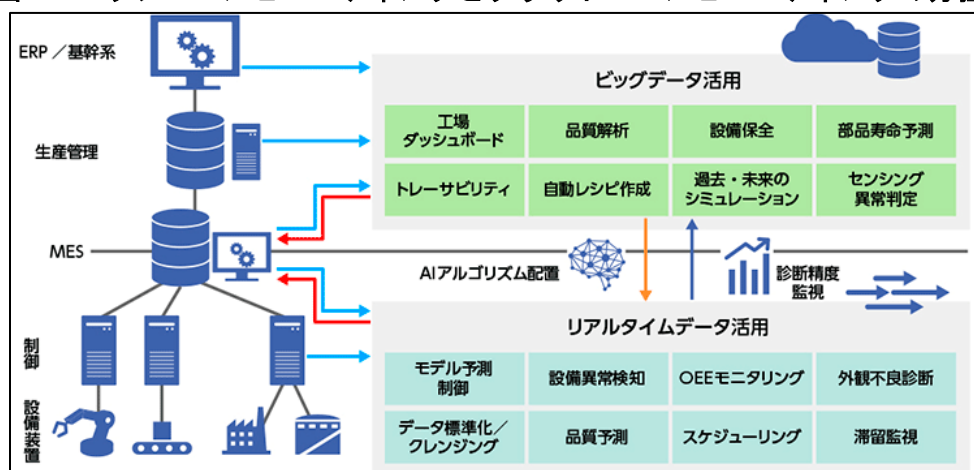 ERP／基幹系
生産管理
MES
制御
設備装置
ビッグデータ活用
工場
ダッシュボード
品質解析
設備保全
部品寿命予測
トレーサビリティ
自動レシピ作成
過去・未来の
シミュレーション
センシング
異常判定
AIアルゴリズム配置
診断精度
監視
リアルタイムデータ活用
モデル予測
制御
設備異常検知
OEEモニタリング
外観不良診断
データ標準化／
クレンジング
品質予測
スケジューリング
滞留監視